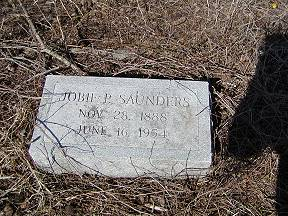 JOBIE P. SAUNDERS
NOV. 28, 1888
JUNE 16, 1954